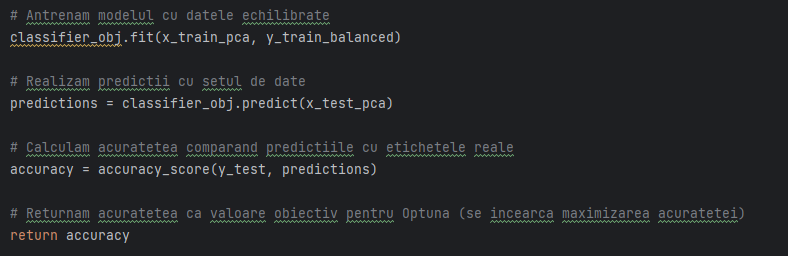 # Antrenam modelul cu datele echilibrate
classifier_obj.fit(x_train_pca, y_train_balanced)
# Realizam predictii cu setul de date
predictions = classifier_obj.predict(x_test_pca)
# Calculam acuratetea comparand predictiile cu etichetele reale
accuracy = accuracy_score(y_test, predictions)
# Returnam acuratetea ca valoare obiectiv pentru Optuna (se incearca maximizarea acuratetei)
return accuracy